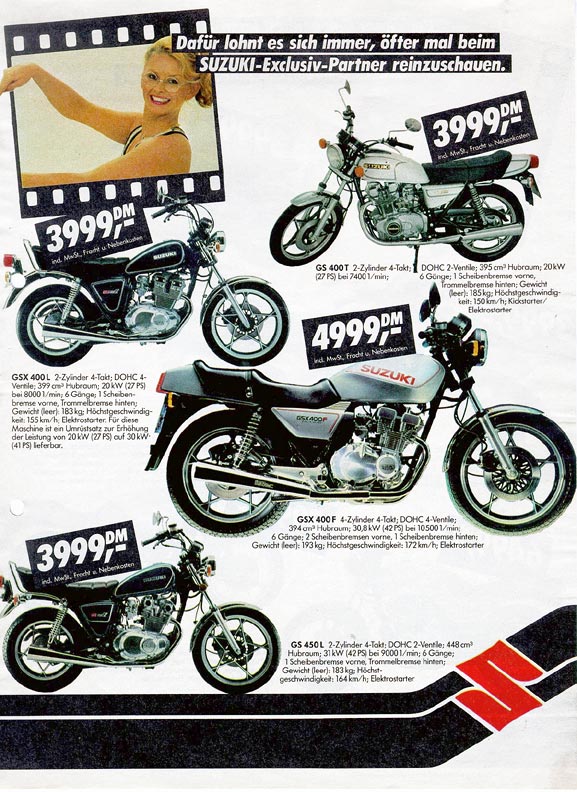 Dafür lohnt es sich immer, öfter mal beim
SUZUKI-Exclusiv-Partner reinzuschauen.
3999,- DM
incl. MwSt., Fracht u. Nebenkosten
SUZUKI
GS 400 T 2-Zylinder 4-Takt; DOHC 2-Ventile; 395 cm³ Hubraum; 20 kW
(27 PS) bei 7400 1/min; 6 Gänge; 1 Scheibenbremse vorne,
Trommelbremse hinten; Gewicht
(leer): 185 kg; Höchstgeschwindig-
keit: 150 km/h; Kickstarter/
Elektrostarter
3999,- DM
incl. MwSt., Fracht u. Nebenkosten
SUZUKI
GSX 400 L 2-Zylinder 4-Takt; DOHC 4-
Ventile; 399 cm³ Hubraum; 20 kW (27 PS)
bei 8000 1/min; 6 Gänge; 1 Scheiben-
bremse vorne, Trommelbremse hinten;
Gewicht (leer): 183 kg; Höchstgeschwindig-
keit: 155 km/h; Elektrostarter. Für diese
Maschine ist ein Umrüstsatz zur Erhöhung
der Leistung von 20 kW (27 PS) auf 30 kW
(41 PS) lieferbar.
4999,- DM
incl. MwSt., Fracht u. Nebenkosten
SUZUKI
GSX400F
GSX 400 F 4-Zylinder 4-Takt; DOHC 4-Ventile;
394 cm³ Hubraum; 30,8 kW (42 PS) bei 10500 1/min;
6 Gänge; 2 Scheibenbremsen vorne, 1 Scheibenbremse hinten;
Gewicht (leer): 193 kg; Höchstgeschwindigkeit: 172 km/h; Elektrostarter
3999,- DM
incl. MwSt., Fracht u. Nebenkosten
SUZUKI
GS 450 L 2-Zylinder 4-Takt; DOHC 2-Ventile; 448 cm³
Hubraum; 31 kW (42 PS) bei 9000 1/min; 6 Gänge;
1 Scheibenbremse vorne, Trommelbremse hinten;
Gewicht (leer): 183 kg; Höchst-
geschwindigkeit: 164 km/h; Elektrostarter